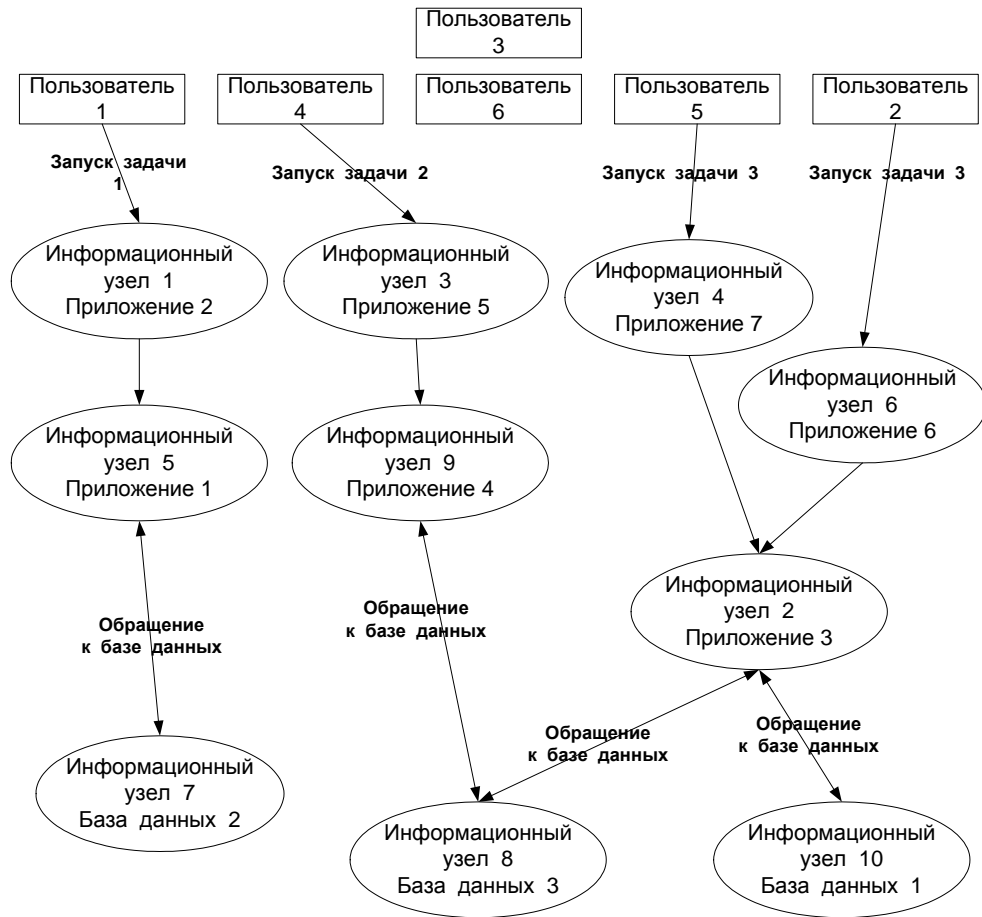 Пользователь
3
Пользователь
1
Пользователь
4
Пользователь
6
Пользователь
5
Пользователь
2
Запуск задачи
1
Запуск задачи 2
Запуск задачи 3
Запуск задачи 3
Информационный
узел 1
Приложение 2
Информационный
узел 3
Приложение 5
Информационный
узел 4
Приложение 7
Информационный
узел 6
Приложение 6
Информационный
узел 5
Приложение 1
Информационный
узел 9
Приложение 4
Информационный
узел 2
Приложение 3
Обращение
к базе данных
Обращение
к базе данных
Обращение
к базе данных
Обращение
к базе данных
Информационный
узел 7
База данных 2
Информационный
узел 8
База данных 3
Информационный
узел 10
База данных 1